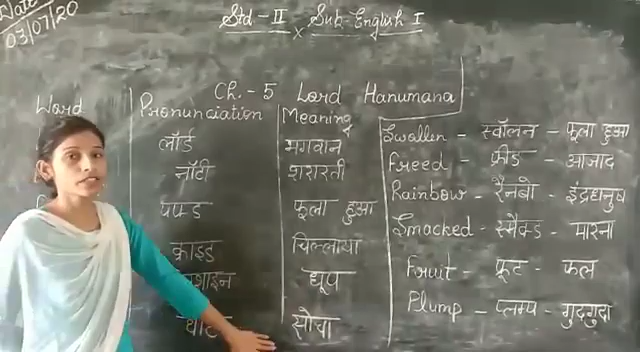 Date
03/07/20
Std - II x Sub - English I
Ch. - 5 Lord Hanumana
Word Pronunciation Meaning
लॉर्ड भगवान
नॉटी शरारती
पफ्ड फूला हुआ
क्राइड चिल्लाया
धूप
सोचा
Swollen - स्वॉलन - फूला हुआ
Freed - फ्रीड - आजाद
Rainbow - रैनबो - इंद्रधनुष
Smacked - स्मैक्ड - मारना
Fruit - फ्रूट - फल
Plump - प्लम्प - गुदगुदा